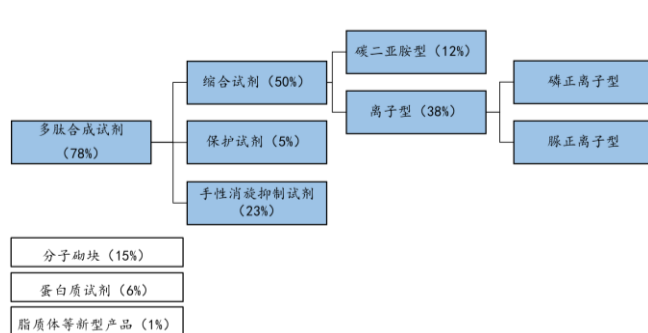 碳二亚胺型（12%）
缩合试剂（50%）
磷正离子型
离子型（38%）
多肽合成试剂
（78%）
保护试剂（5%）
脲正离子型
手性消旋抑制试剂
（23%）
分子砌块（15%）
蛋白质试剂（6%）
脂质体等新型产品（1%）